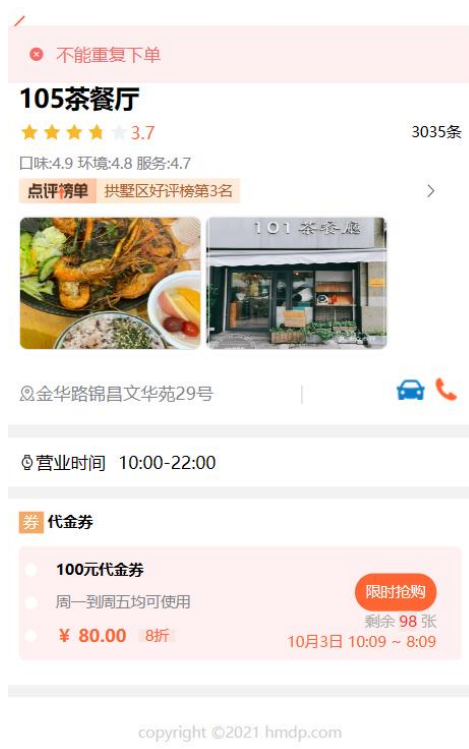 不能重复下单
105茶餐厅
3.7 3035条
口味:4.9 环境:4.8 服务:4.7
点评榜单 拱墅区好评榜第3名
101茶餐廳
金华路锦昌文华苑29号
营业时间 10:00-22:00
券 代金券
100元代金券
周一到周五均可使用
限时抢购
¥ 80.00 8折
剩余 98 张
10月3日 10:09 ~ 8:09
copyright ©2021 hmdp.com